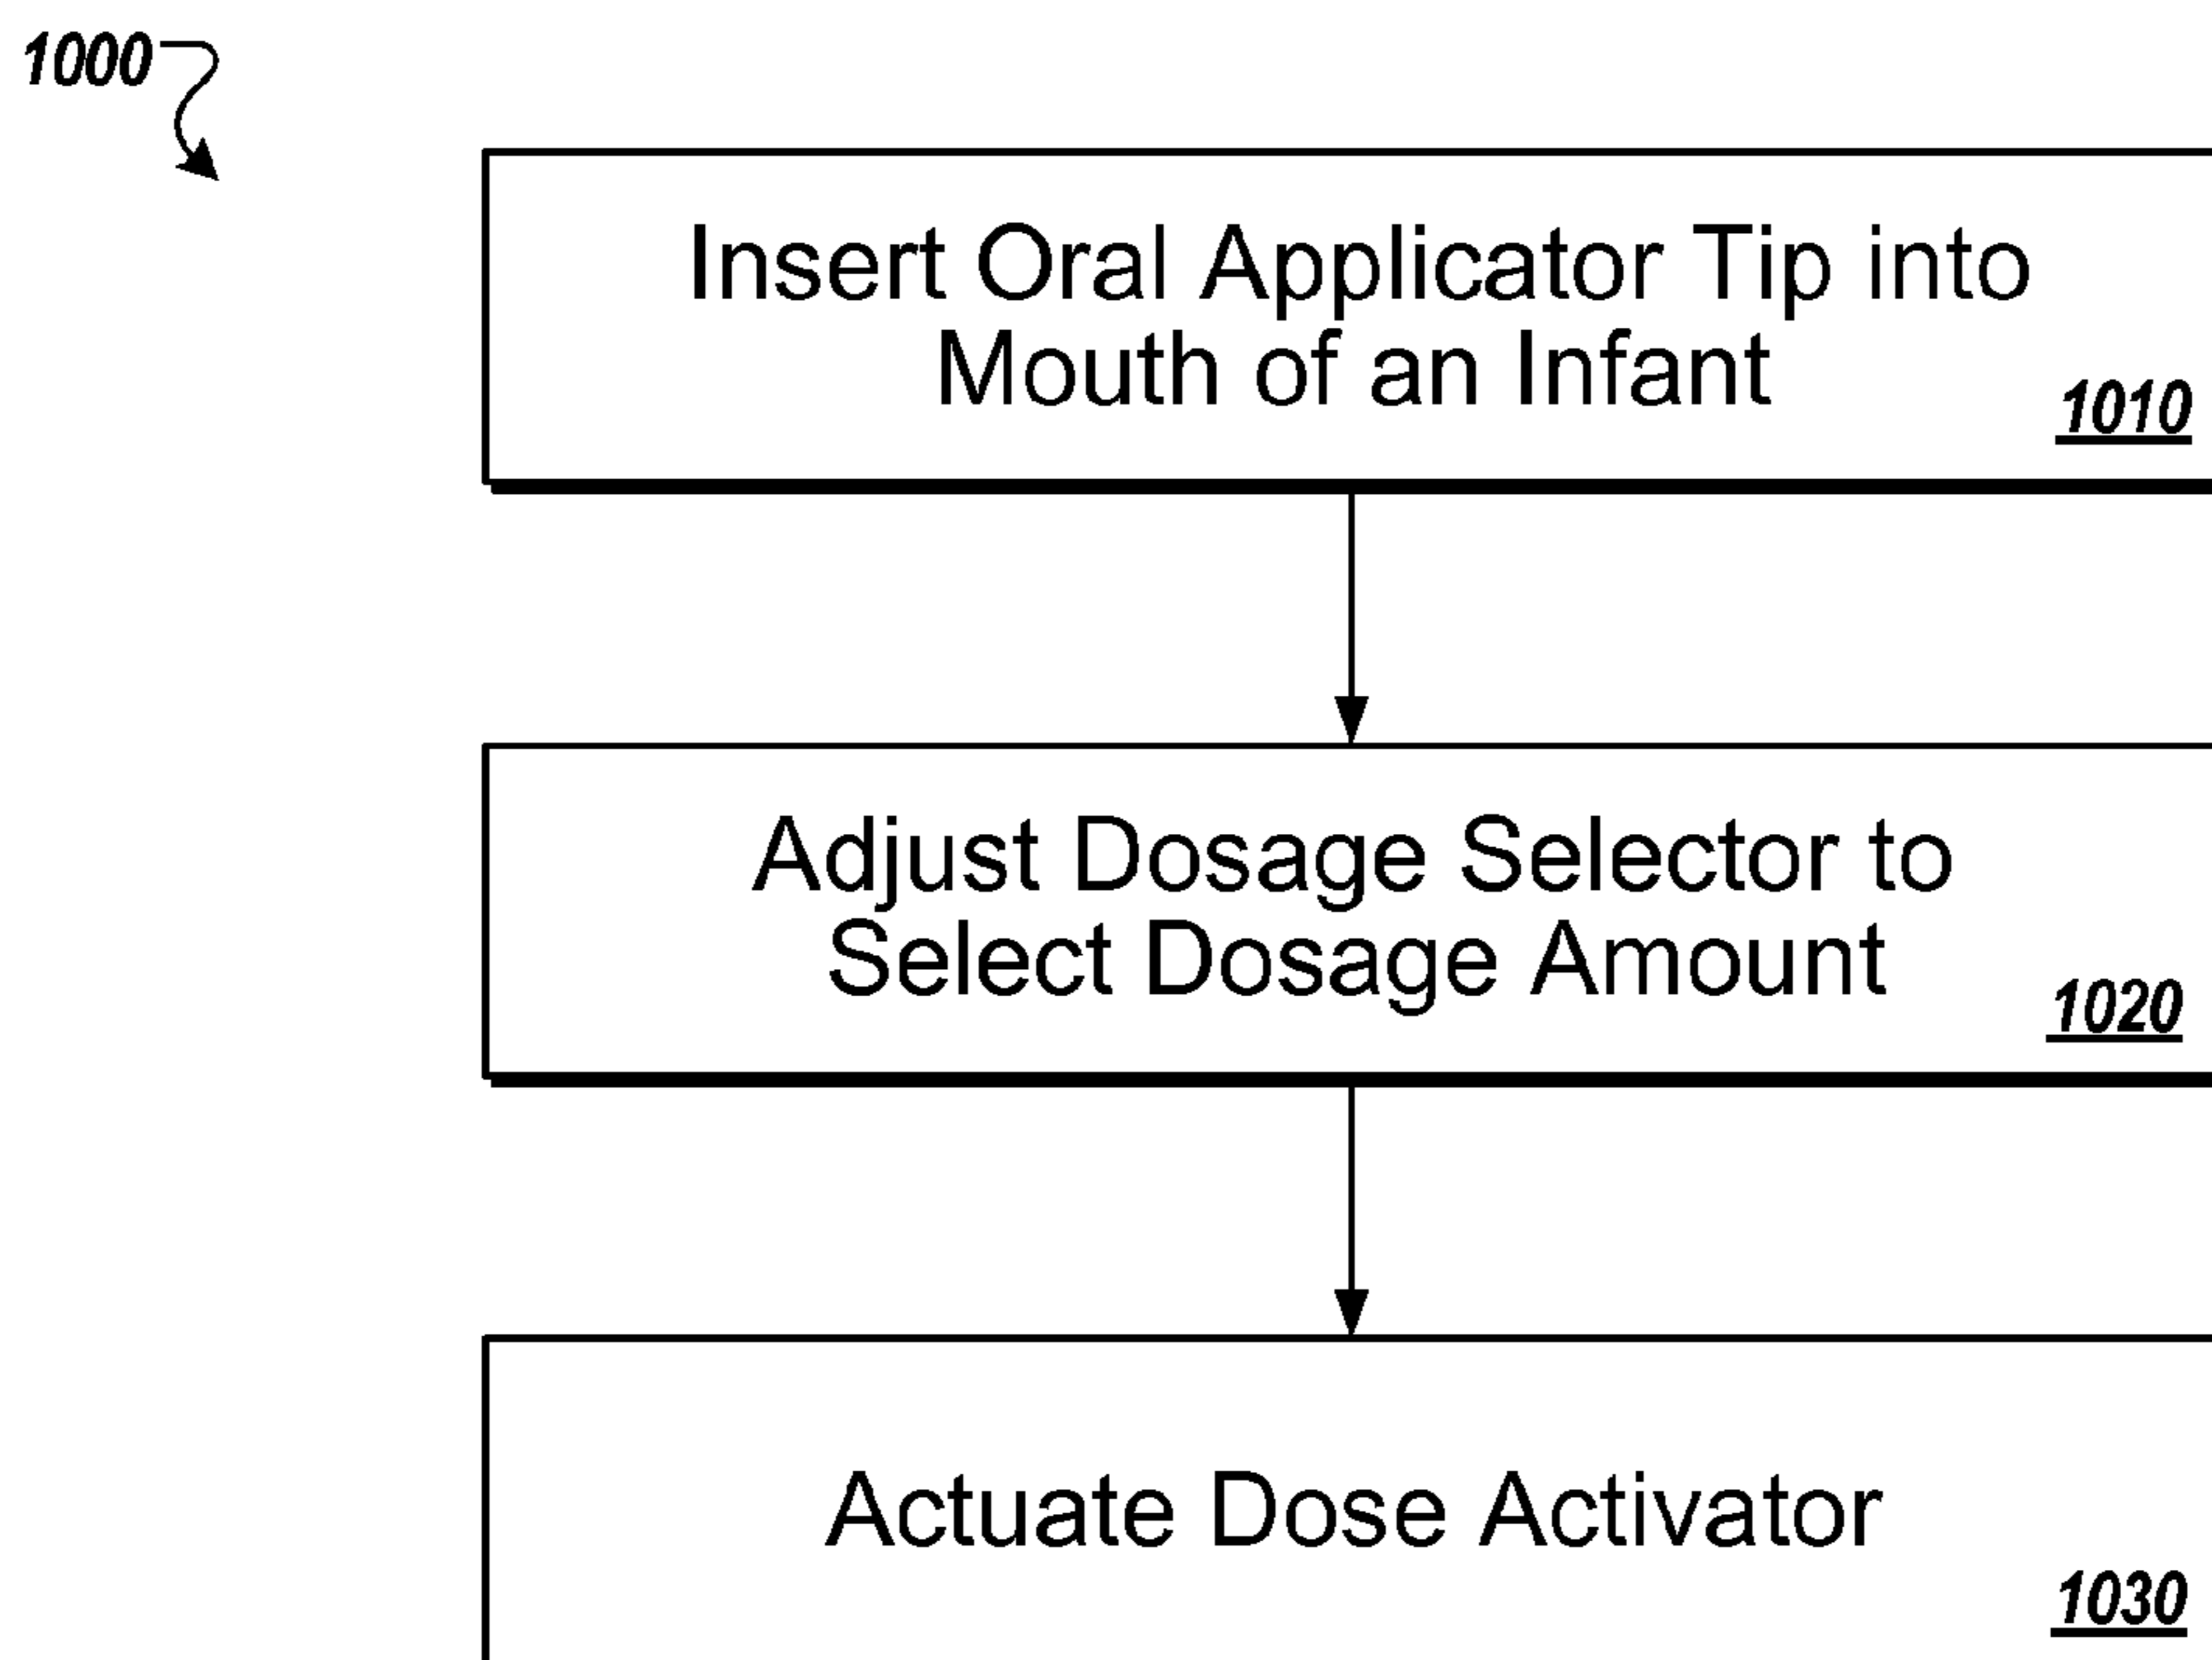 1000
Insert Oral Applicator Tip into
Mouth of an Infant
1010
Adjust Dosage Selector to
Select Dosage Amount
1020
Actuate Dose Activator
1030